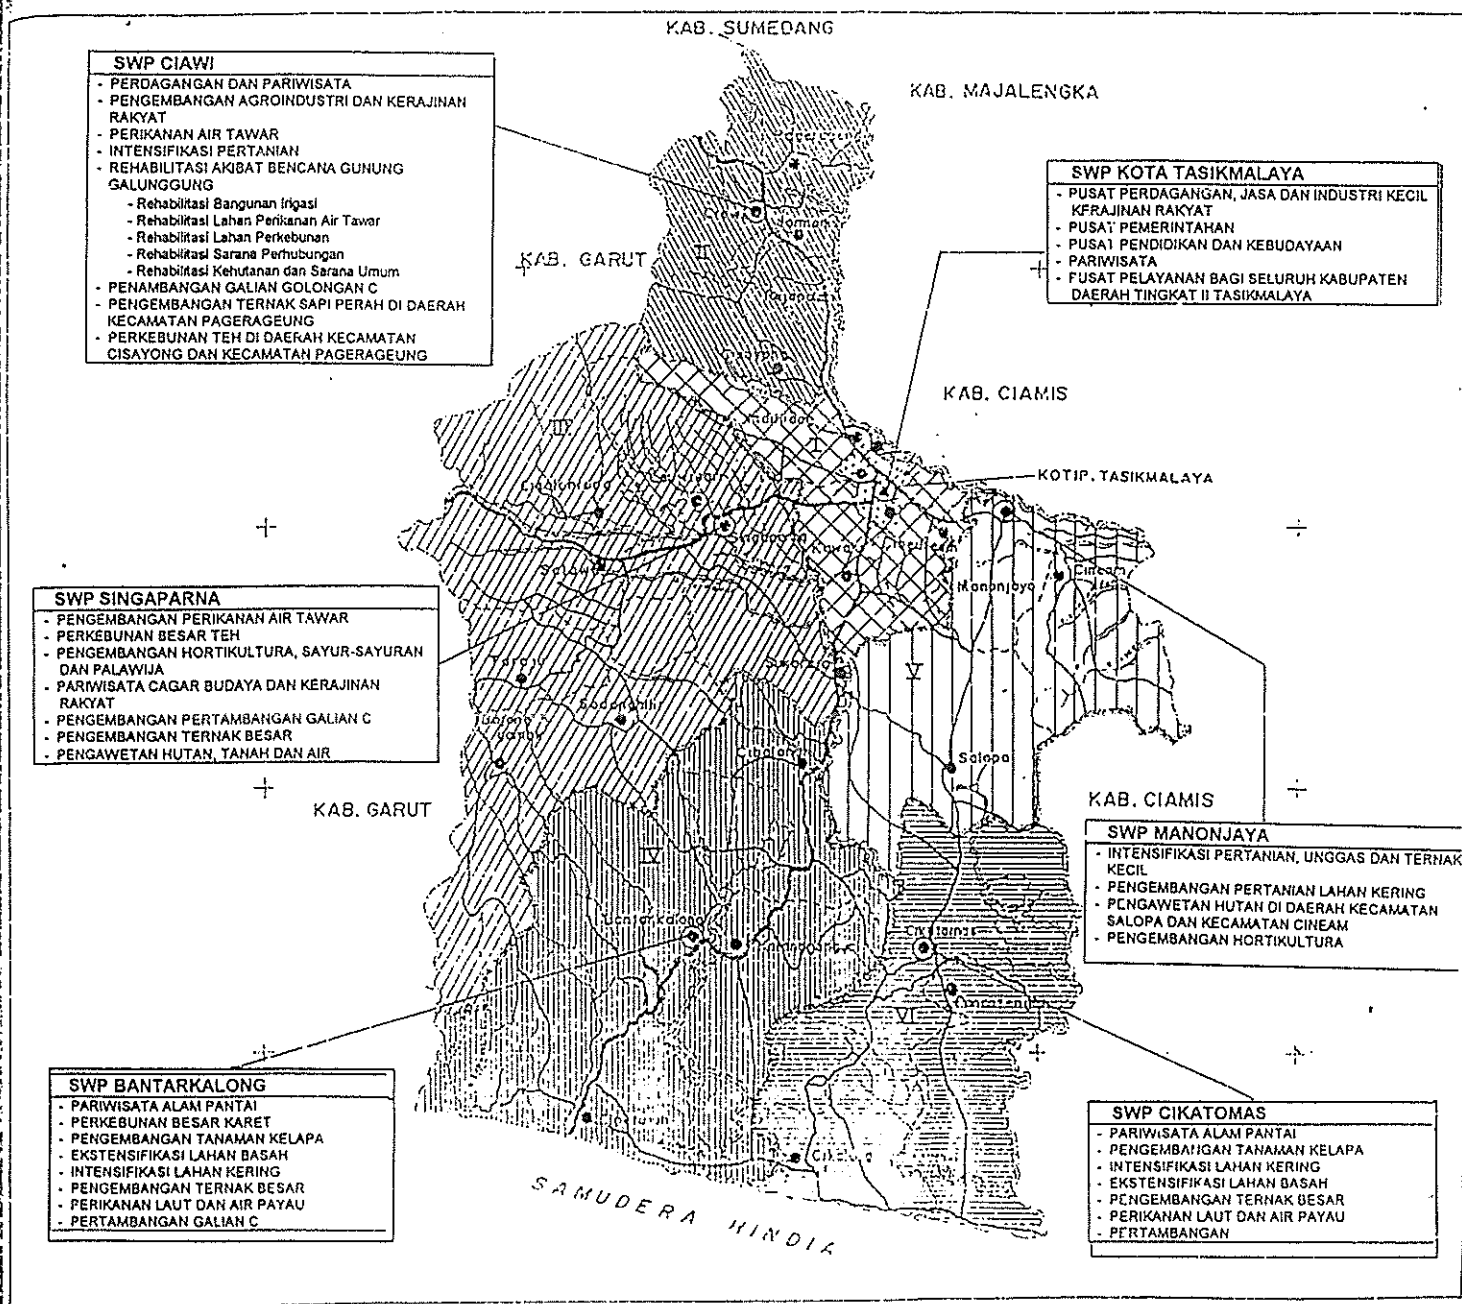 KAB. SUMEDANG
KAB. MAJALENGKA
SWP CIAWI
- PERDAGANGAN DAN PARIWISATA
- PENGEMBANGAN AGROINDUSTRI DAN KERAJINAN
RAKYAT
- PERIKANAN AIR TAWAR
- INTENSIFIKASI PERTANIAN
- REHABILITASI AKIBAT BENCANA GUNUNG
GALUNGGUNG
- Rehabilitasi Bangunan Irigasi
- Rehabilitasi Lahan Perikanan Air Tawar
- Rehabilitasi Lahan Perkebunan
- Rehabilitasi Sarana Perhubungan
- Rehabilitasi Kehutanan dan Sarana Umum
- PENAMBANGAN GALIAN GOLONGAN C
- PENGEMBANGAN TERNAK SAPI PERAH DI DAERAH
KECAMATAN PAGERAGEUNG
- PERKEBUNAN TEH DI DAERAH KECAMATAN
CISAYONG DAN KECAMATAN PAGERAGEUNG
SWP KOTA TASIKMALAYA
- PUSAT PERDAGANGAN, JASA DAN INDUSTRI KECIL
KERAJINAN RAKYAT
- PUSAT PEMERINTAHAN
- PUSAT PENDIDIKAN DAN KEBUDAYAAN
- PARIWISATA
- PUSAT PELAYANAN BAGI SELURUH KABUPATEN
DAERAH TINGKAT II TASIKMALAYA
KAB. GARUT
II
KAB. CIAMIS
I
III
KOTIP. TASIKMALAYA
Manonjaya
Cineam
SWP SINGAPARNA
- PENGEMBANGAN PERIKANAN AIR TAWAR
- PERKEBUNAN BESAR TEH
- PENGEMBANGAN HORTIKULTURA, SAYUR-SAYURAN
DAN PALAWIJA
- PARIWISATA CAGAR BUDAYA DAN KERAJINAN
RAKYAT
- PENGEMBANGAN PERTAMBANGAN GALIAN C
- PENGEMBANGAN TERNAK BESAR
- PENGAWETAN HUTAN, TANAH DAN AIR
V
Salopa
KAB. GARUT
KAB. CIAMIS
SWP MANONJAYA
- INTENSIFIKASI PERTANIAN, UNGGAS DAN TERNAK
KECIL
- PENGEMBANGAN PERTANIAN LAHAN KERING
- PENGAWETAN HUTAN DI DAERAH KECAMATAN
SALOPA DAN KECAMATAN CINEAM
- PENGEMBANGAN HORTIKULTURA
IV
Bantarkalong
Cikatomas
VI
SWP BANTARKALONG
- PARIWISATA ALAM PANTAI
- PERKEBUNAN BESAR KARET
- PENGEMBANGAN TANAMAN KELAPA
- EKSTENSIFIKASI LAHAN BASAH
- INTENSIFIKASI LAHAN KERING
- PENGEMBANGAN TERNAK BESAR
- PERIKANAN LAUT DAN AIR PAYAU
- PERTAMBANGAN GALIAN C
SWP CIKATOMAS
- PARIWISATA ALAM PANTAI
- PENGEMBANGAN TANAMAN KELAPA
- INTENSIFIKASI LAHAN KERING
- EKSTENSIFIKASI LAHAN BASAH
- PENGEMBANGAN TERNAK BESAR
- PERIKANAN LAUT DAN AIR PAYAU
- PERTAMBANGAN
SAMUDERA HINDIA